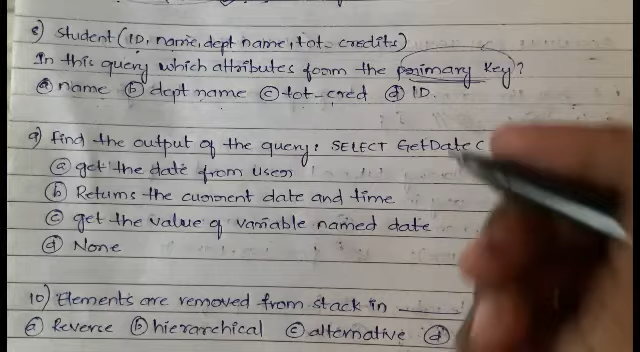 8) Student (ID, name, dept name, tot_credits)
In this query which attributes form the primary key?
a name b dept name c tot_cred d ID.
9) Find the output of the query: SELECT GetDate(
a get the date from user
b Returns the current date and time
c get the value of variable named date
d None
10) Elements are removed from stack in ____
a Reverse b hierarchical c alternative d